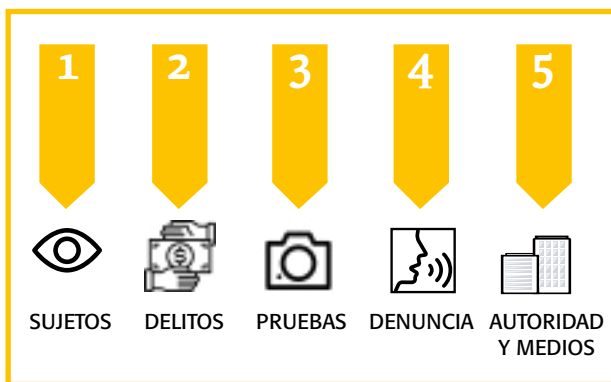 1 2 3 4 5
SUJETOS DELITOS PRUEBAS DENUNCIA AUTORIDAD
Y MEDIOS